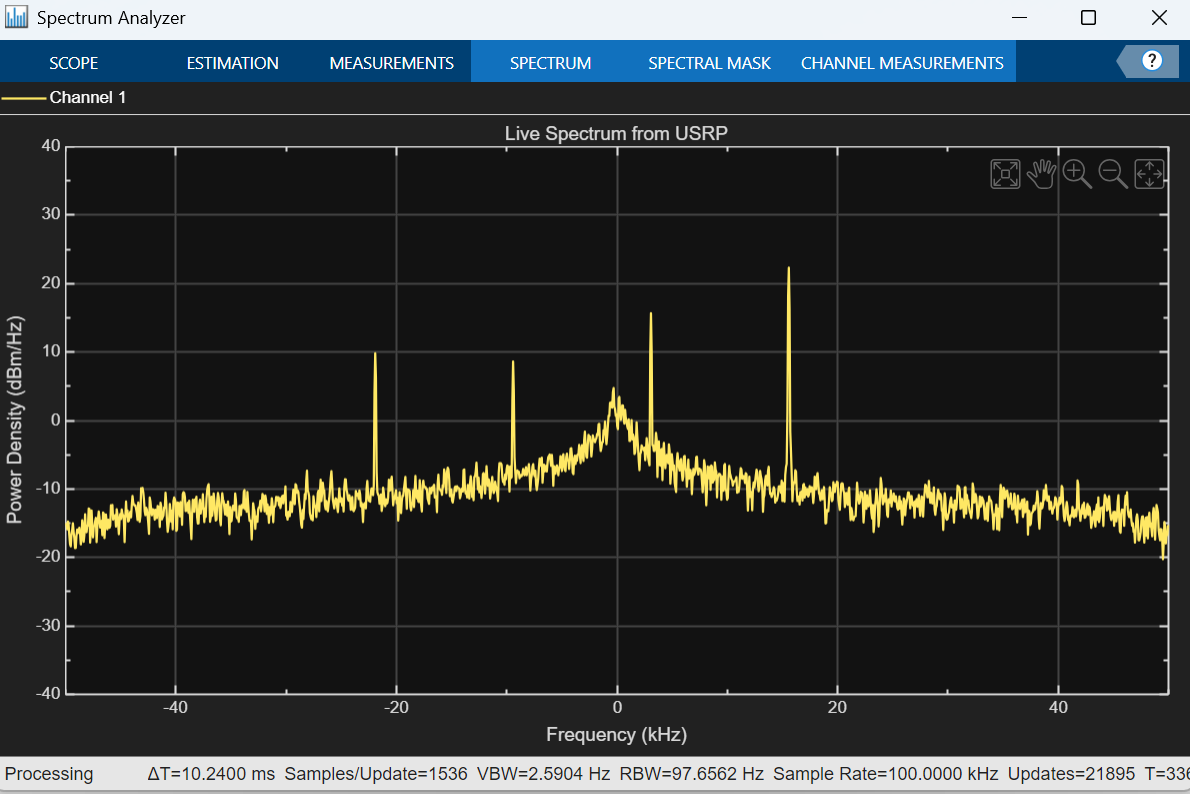 Spectrum Analyzer
SCOPE ESTIMATION MEASUREMENTS SPECTRUM SPECTRAL MASK CHANNEL MEASUREMENTS ?
Channel 1
Live Spectrum from USRP
40
30
20
10
0
-10
-20
-30
-40
Power Density (dBm/Hz)
-40 -20 0 20 40
Frequency (kHz)
Processing ΔT=10.2400 ms Samples/Update=1536 VBW=2.5904 Hz RBW=97.6562 Hz Sample Rate=100.0000 kHz Updates=21895 T=336